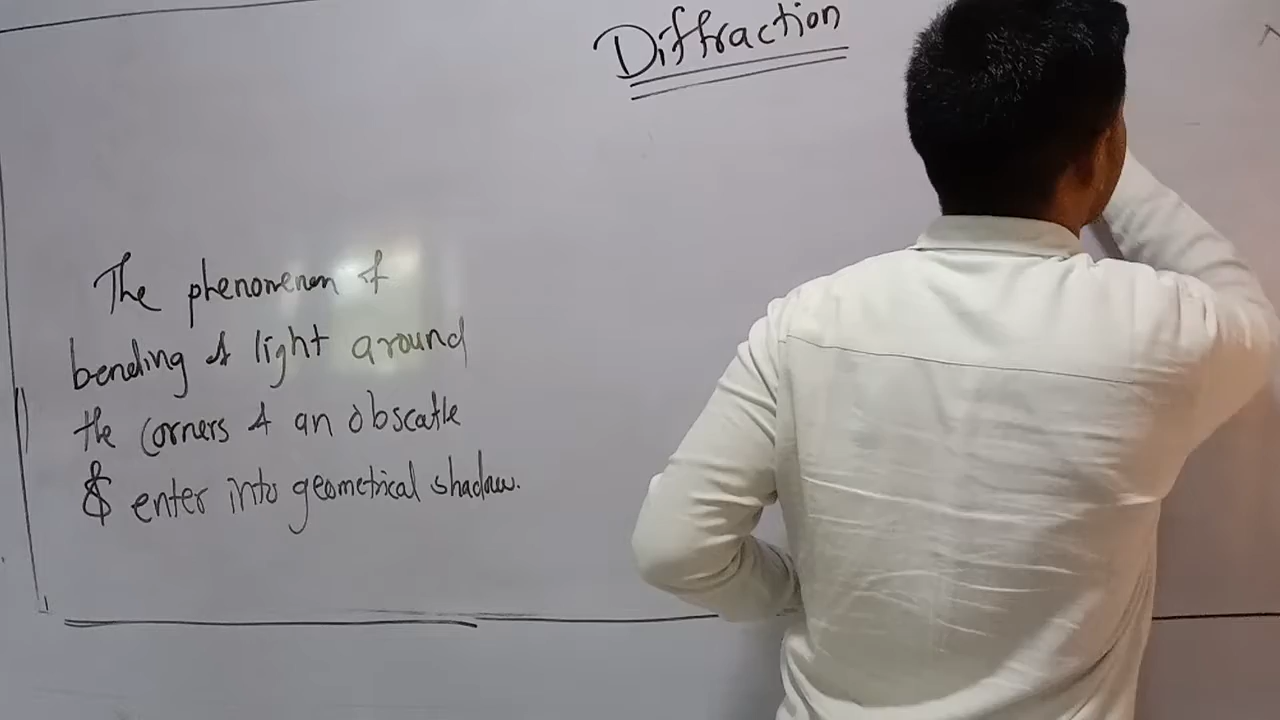 Diffraction
The phenomenon of
bending of light around
the corners of an obscatle
& enter into geometrical shadow.